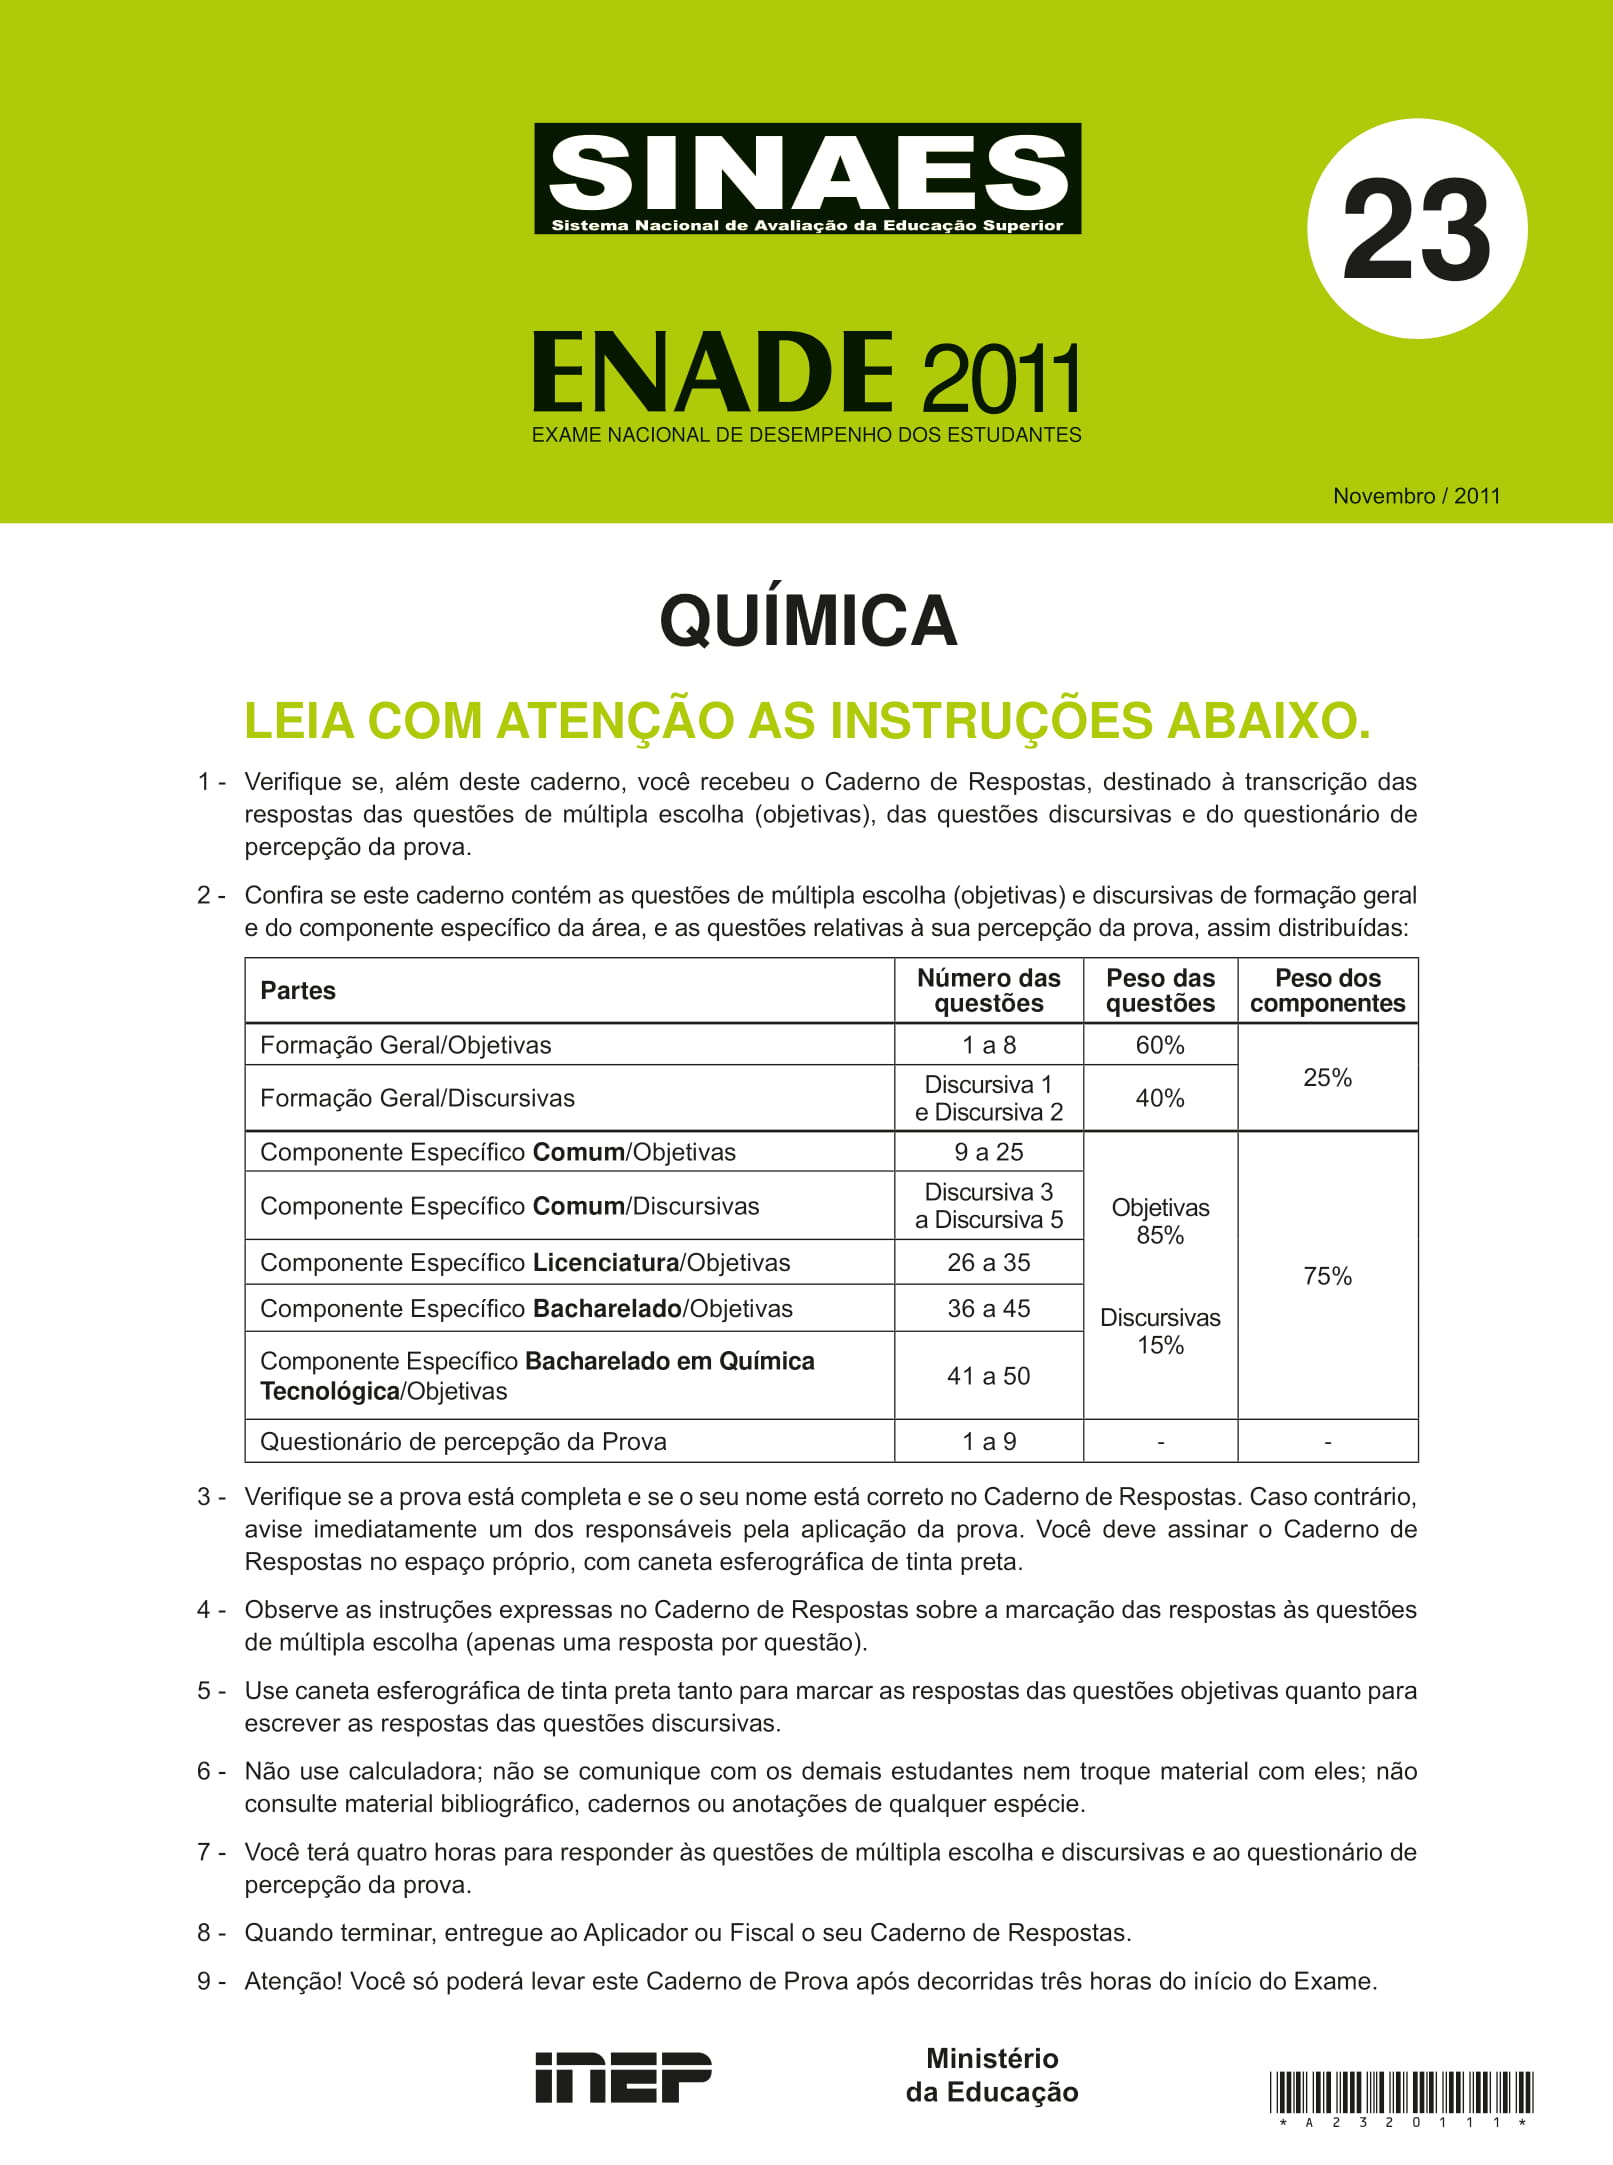 SINAES
Sistema Nacional de Avaliação da Educação Superior
23
ENADE 2011
EXAME NACIONAL DE DESEMPENHO DOS ESTUDANTES
Novembro / 2011
QUÍMICA
LEIA COM ATENÇÃO AS INSTRUÇÕES ABAIXO.
1 - Verifique se, além deste caderno, você recebeu o Caderno de Respostas, destinado à transcrição das
respostas das questões de múltipla escolha (objetivas), das questões discursivas e do questionário de
percepção da prova.
2 - Confira se este caderno contém as questões de múltipla escolha (objetivas) e discursivas de formação geral
e do componente específico da área, e as questões relativas à sua percepção da prova, assim distribuídas:
Partes
Número das
questões
Peso das
questões
Peso dos
componentes
Formação Geral/Objetivas
1 a 8
60%
25%
Formação Geral/Discursivas
Discursiva 1
e Discursiva 2
40%
Componente Específico Comum/Objetivas
9 a 25
Objetivas
85%
Discursivas
15%
75%
Componente Específico Comum/Discursivas
Discursiva 3
a Discursiva 5
Componente Específico Licenciatura/Objetivas
26 a 35
Componente Específico Bacharelado/Objetivas
36 a 45
Componente Específico Bacharelado em Química
Tecnológica/Objetivas
41 a 50
Questionário de percepção da Prova
1 a 9
-
-
3 - Verifique se a prova está completa e se o seu nome está correto no Caderno de Respostas. Caso contrário,
avise imediatamente um dos responsáveis pela aplicação da prova. Você deve assinar o Caderno de
Respostas no espaço próprio, com caneta esferográfica de tinta preta.
4 - Observe as instruções expressas no Caderno de Respostas sobre a marcação das respostas às questões
de múltipla escolha (apenas uma resposta por questão).
5 - Use caneta esferográfica de tinta preta tanto para marcar as respostas das questões objetivas quanto para
escrever as respostas das questões discursivas.
6 - Não use calculadora; não se comunique com os demais estudantes nem troque material com eles; não
consulte material bibliográfico, cadernos ou anotações de qualquer espécie.
7 - Você terá quatro horas para responder às questões de múltipla escolha e discursivas e ao questionário de
percepção da prova.
8 - Quando terminar, entregue ao Aplicador ou Fiscal o seu Caderno de Respostas.
9 - Atenção! Você só poderá levar este Caderno de Prova após decorridas três horas do início do Exame.
INEP
Ministério
da Educação
* A 2 3 2 0 1 1 1 *